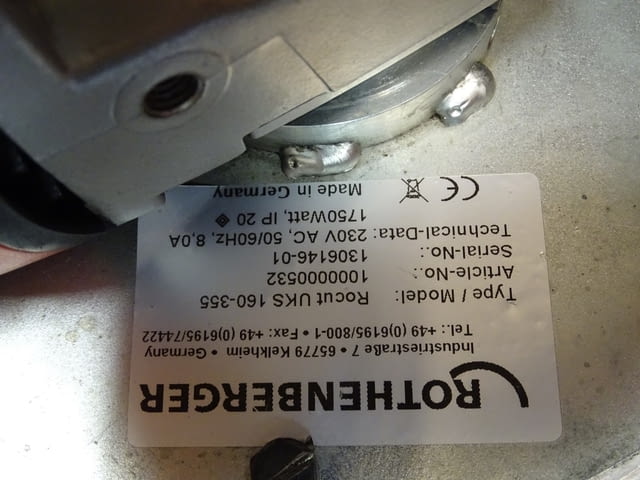 ROTHENBERGER
Industriestraße 7 • 65779 Kelkheim • Germany
Tel.: +49 (0)6195/800-1 • Fax: +49 (0)6195/74422
Type / Model: Rocut UKS 160-355
Article-No.: 100000532
Serial-No.: 1306146-01
Technical-Data: 230V AC, 50/60Hz, 8,0A
1750Watt, IP 20
CE Made in Germany